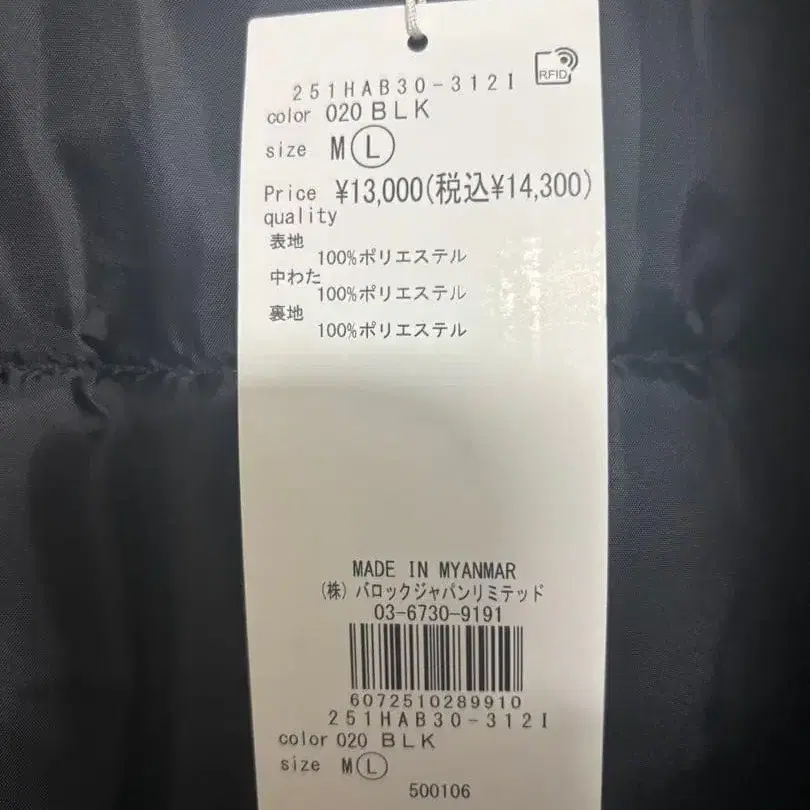 RFID
251HAB30-312I
color 020 BLK
size M L
Price ¥13,000(税込¥14,300)
quality
表地
100%ポリエステル
中わた
100%ポリエステル
裏地
100%ポリエステル
MADE IN MYANMAR
(株)バロックジャパンリミテッド
03-6730-9191
6072510289910
251HAB30-312I
color 020 BLK
size M L
500106